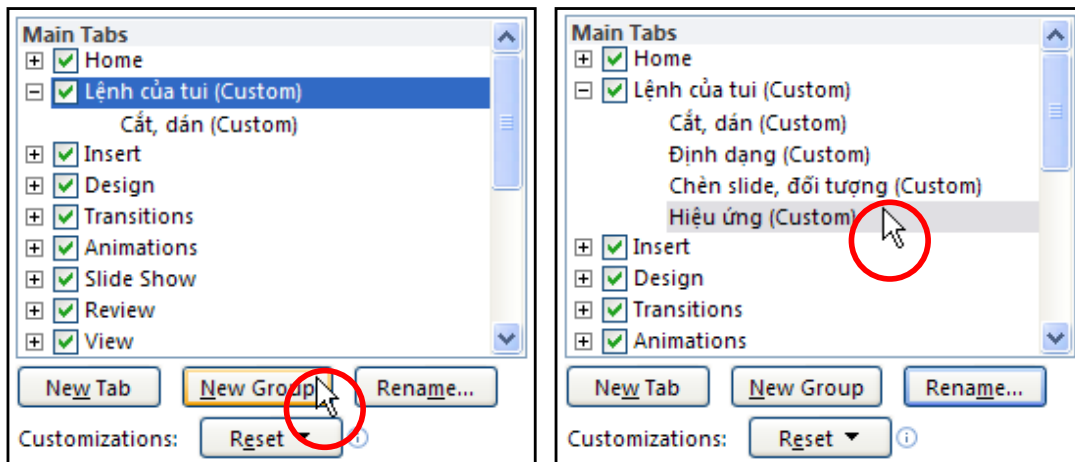 Main Tabs
Home
Lệnh của tui (Custom)
Cắt, dán (Custom)
Insert
Design
Transitions
Animations
Slide Show
Review
View
New Tab
New Group
Rename...
Customizations:
Reset
Main Tabs
Home
Lệnh của tui (Custom)
Cắt, dán (Custom)
Định dạng (Custom)
Chèn slide, đối tượng (Custom)
Hiệu ứng (Custom)
Insert
Design
Transitions
Animations
New Tab
New Group
Rename...
Customizations:
Reset